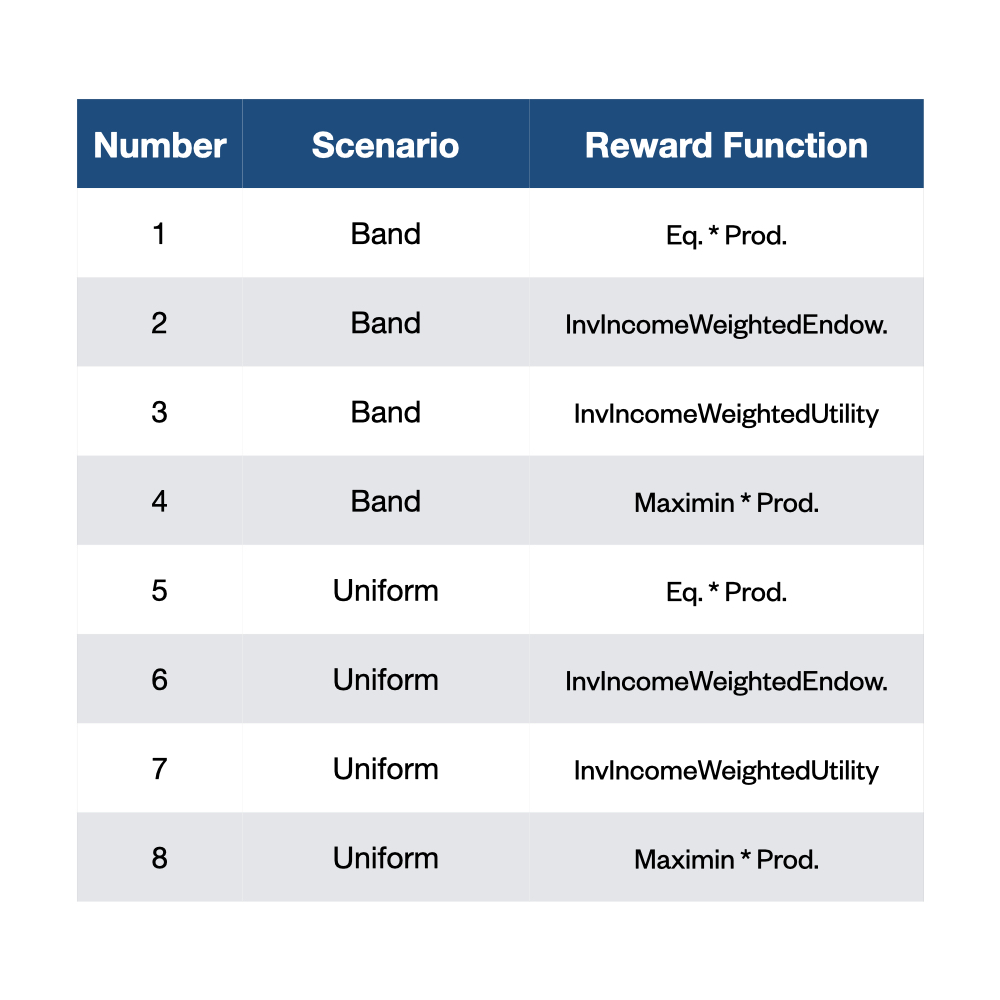 Number Scenario Reward Function
1 Band Eq. * Prod.
2 Band InvIncomeWeightedEndow.
3 Band InvIncomeWeightedUtility
4 Band Maximin * Prod.
5 Uniform Eq. * Prod.
6 Uniform InvIncomeWeightedEndow.
7 Uniform InvIncomeWeightedUtility
8 Uniform Maximin * Prod.